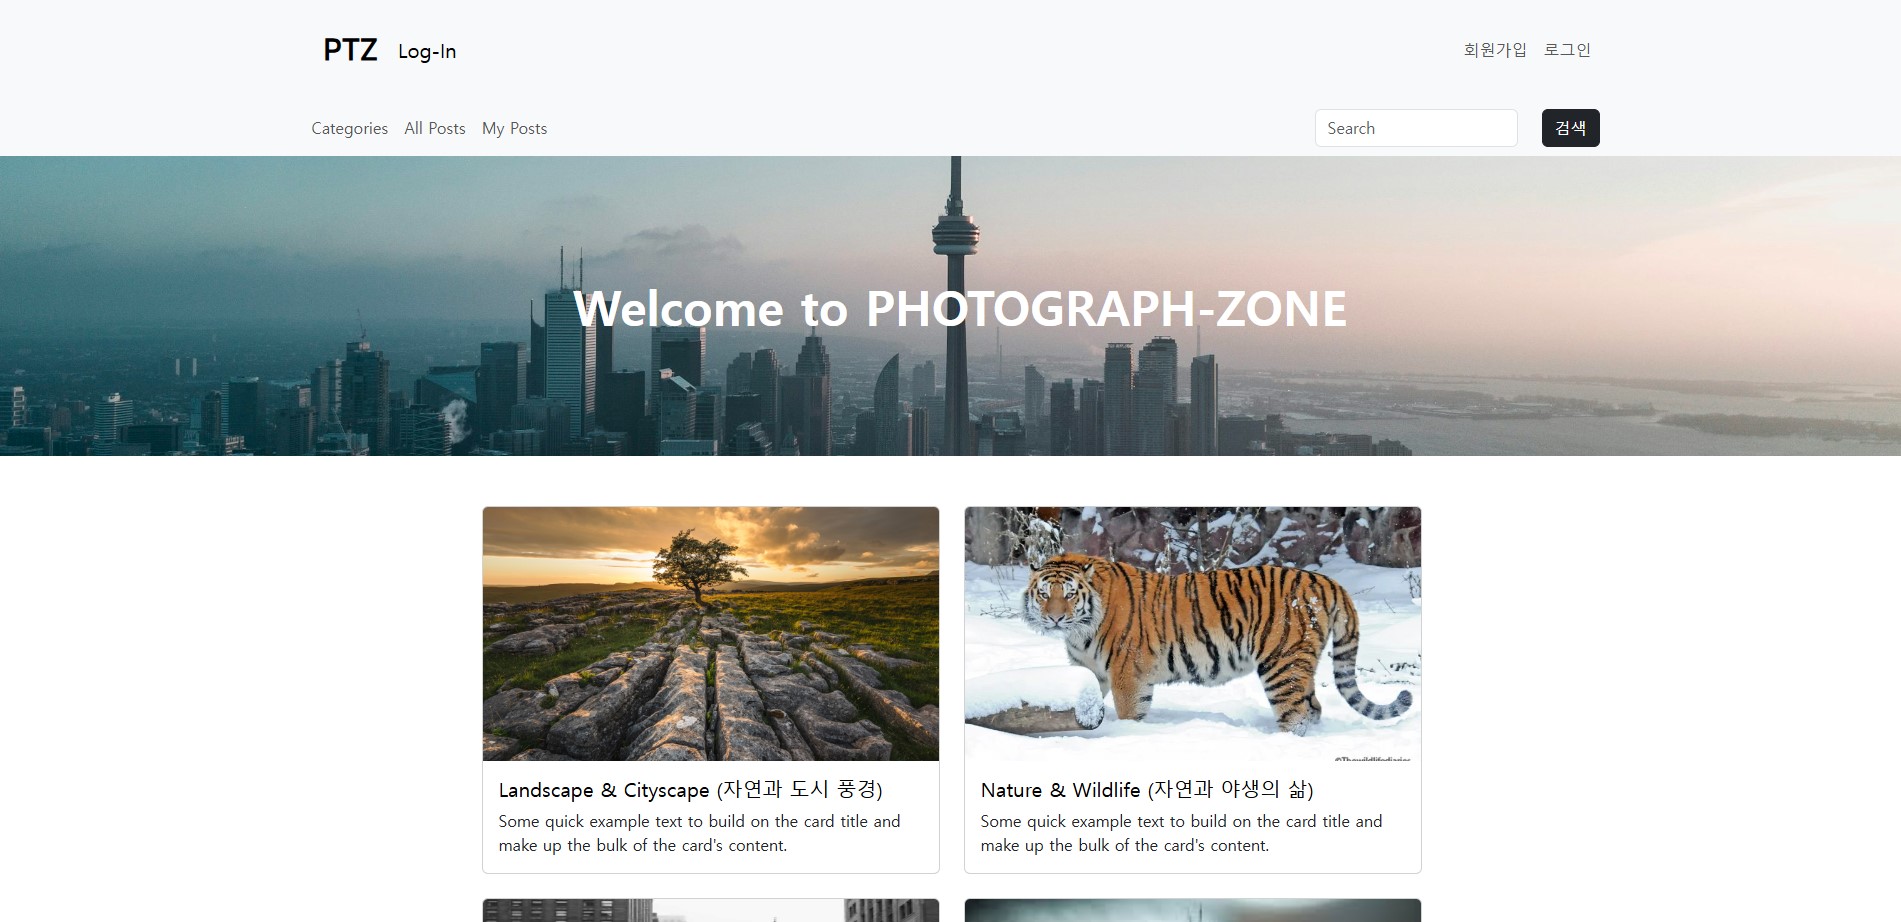 PTZ Log-In 회원가입 로그인
Categories All Posts My Posts Search 검색
Welcome to PHOTOGRAPH-ZONE
Landscape & Cityscape (자연과 도시 풍경)
Some quick example text to build on the card title and
make up the bulk of the card's content.
Nature & Wildlife (자연과 야생의 삶)
Some quick example text to build on the card title and
make up the bulk of the card's content.